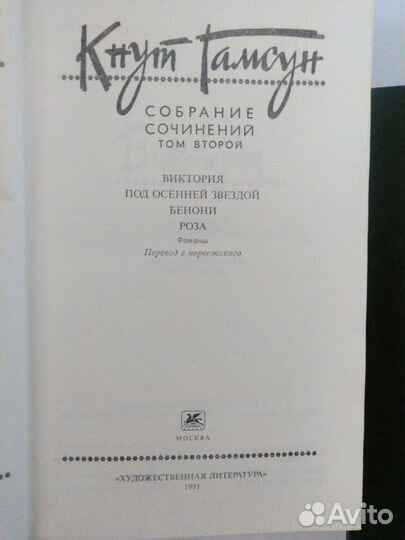 Кнут Гамсун
СОБРАНИЕ
СОЧИНЕНИЙ
ТОМ ВТОРОЙ
ВИКТОРИЯ
ПОД ОСЕННЕЙ ЗВЕЗДОЙ
БЕНОНИ
РОЗА
Романы
Перевод с норвежского
МОСКВА
«ХУДОЖЕСТВЕННАЯ ЛИТЕРАТУРА»
1991
Avito